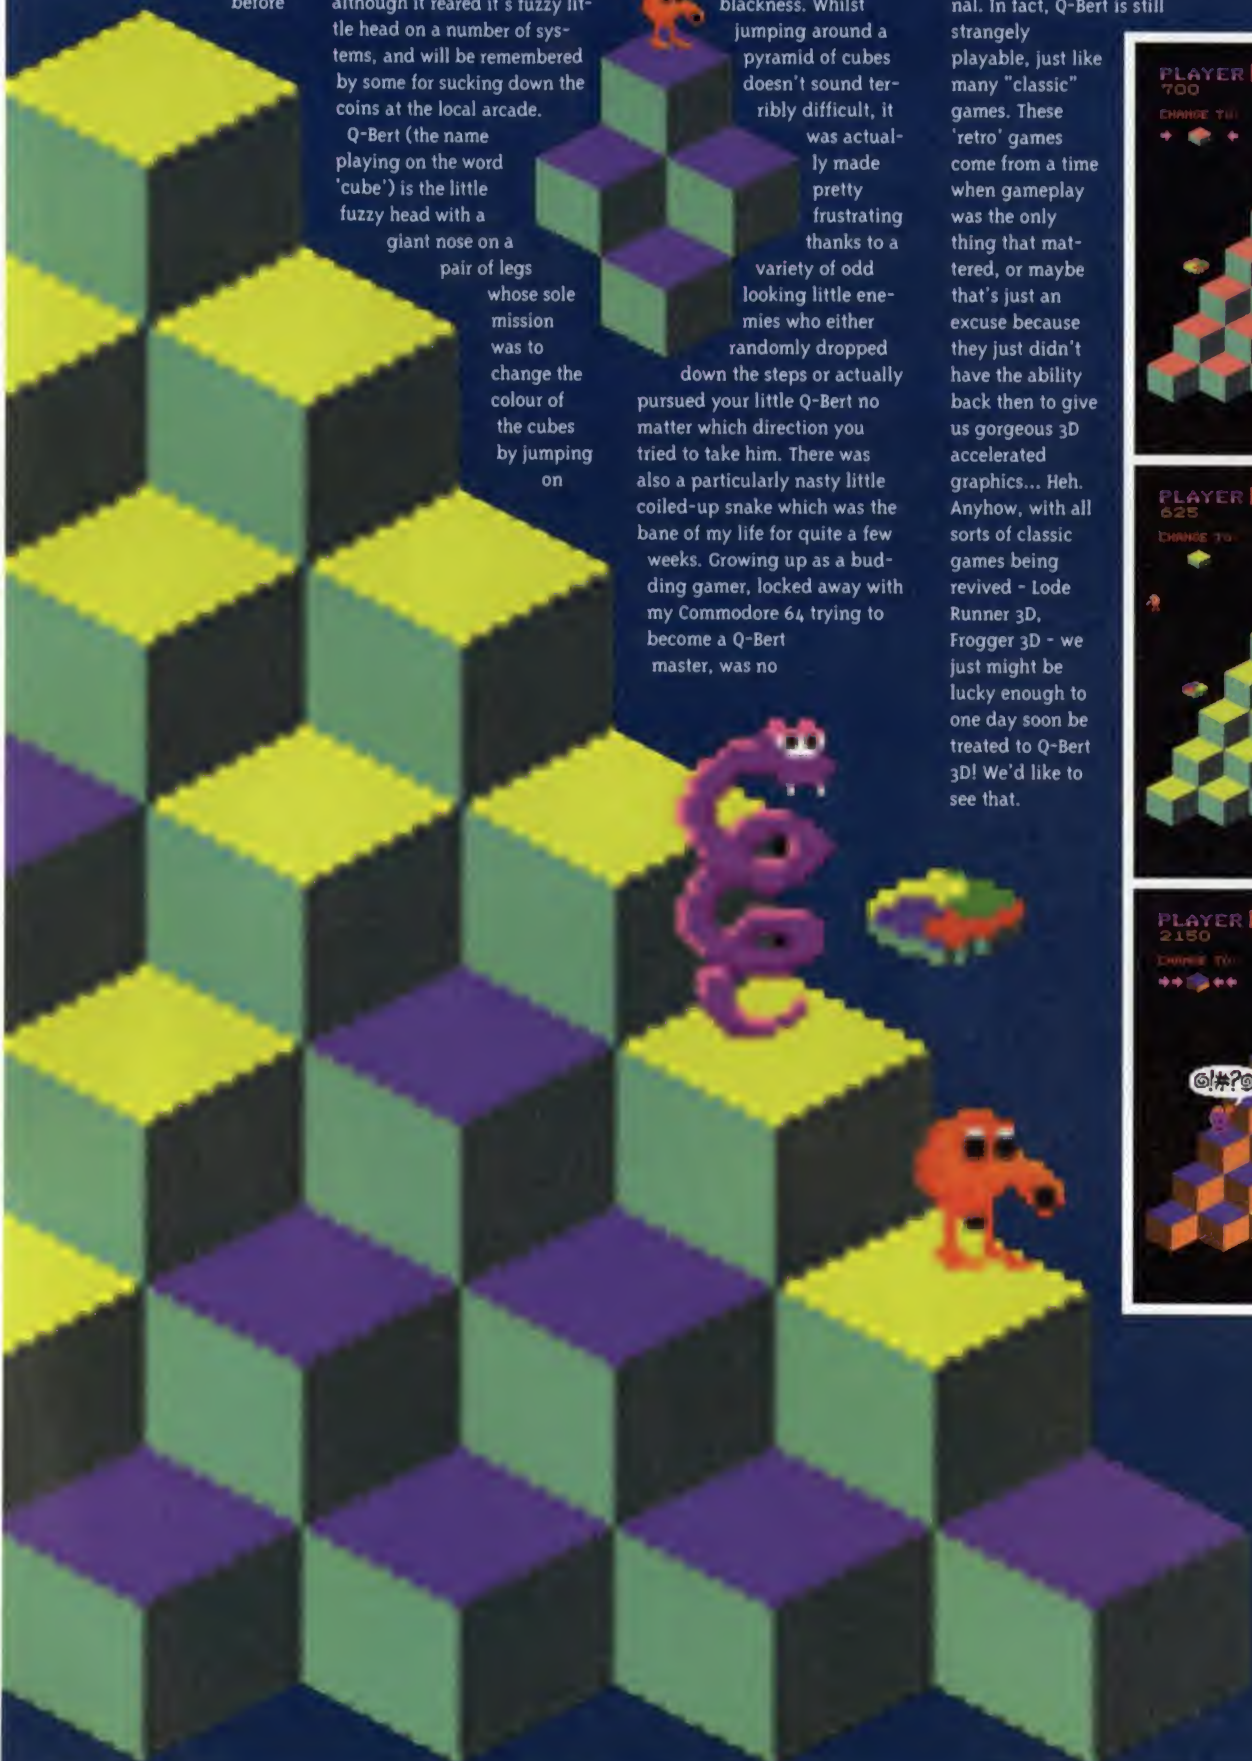 before
although it reared it's fuzzy lit-
tle head on a number of sys-
tems, and will be remembered
by some for sucking down the
coins at the local arcade.
Q-Bert (the name
playing on the word
'cube') is the little
fuzzy head with a
giant nose on a
pair of legs
whose sole
mission
was to
change the
colour of
the cubes
by jumping
on
blackness. Whilst
jumping around a
pyramid of cubes
doesn't sound ter-
ribly difficult, it
was actual-
ly made
pretty
frustrating
thanks to a
variety of odd
looking little ene-
mies who either
randomly dropped
down the steps or actually
pursued your little Q-Bert no
matter which direction you
tried to take him. There was
also a particularly nasty little
coiled-up snake which was the
bane of my life for quite a few
weeks. Growing up as a bud-
ding gamer, locked away with
my Commodore 64 trying to
become a Q-Bert
master, was no
nal. In fact, Q-Bert is still
strangely
playable, just like
many "classic"
games. These
'retro' games
come from a time
when gameplay
was the only
thing that mat-
tered, or maybe
that's just an
excuse because
they just didn't
have the ability
back then to give
us gorgeous 3D
accelerated
graphics... Heh.
Anyhow, with all
sorts of classic
games being
revived - Lode
Runner 3D,
Frogger 3D - we
just might be
lucky enough to
one day soon be
treated to Q-Bert
3D! We'd like to
see that.
PLAYER
700
CHANGE TO:
PLAYER
625
CHANGE TO:
PLAYER
2150
CHANGE TO:
@!#?@